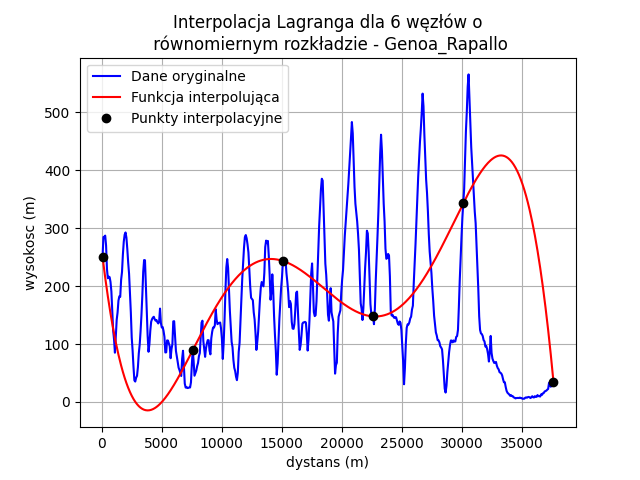 Interpolacja Lagranga dla 6 węzłów o
równomiernym rozkładzie - Genoa_Rapallo
Dane oryginalne
Funkcja interpolująca
Punkty interpolacyjne
wysokosc (m)
500
400
300
200
100
0
0 5000 10000 15000 20000 25000 30000 35000
dystans (m)